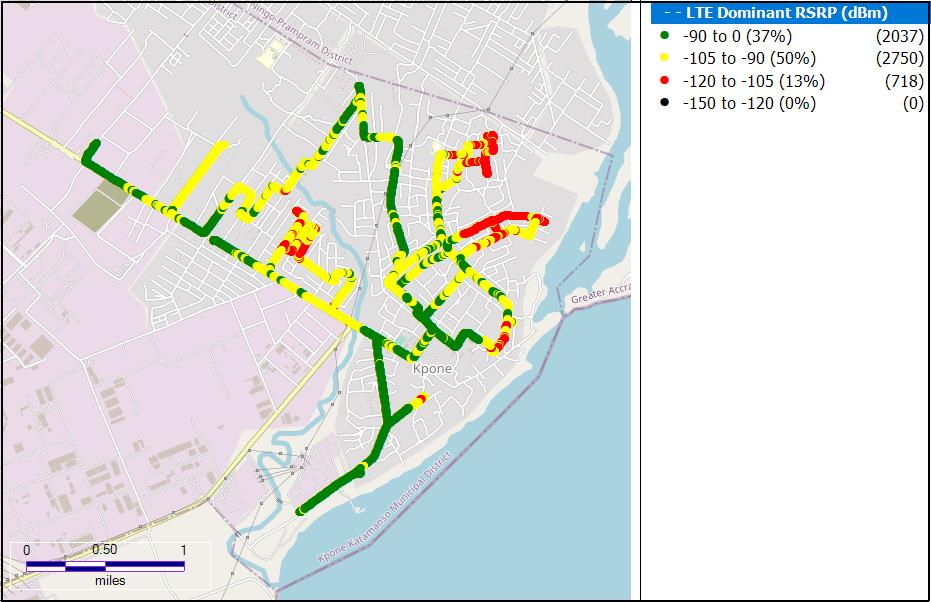 LTE Dominant RSRP (dBm)
-90 to 0 (37%) (2037)
-105 to -90 (50%) (2750)
-120 to -105 (13%) (718)
-150 to -120 (0%) (0)
District
Ningo-Prampram District
Greater Accra
Kpone
Kpone-Katamanso Municipal District
0 0.50 1
miles